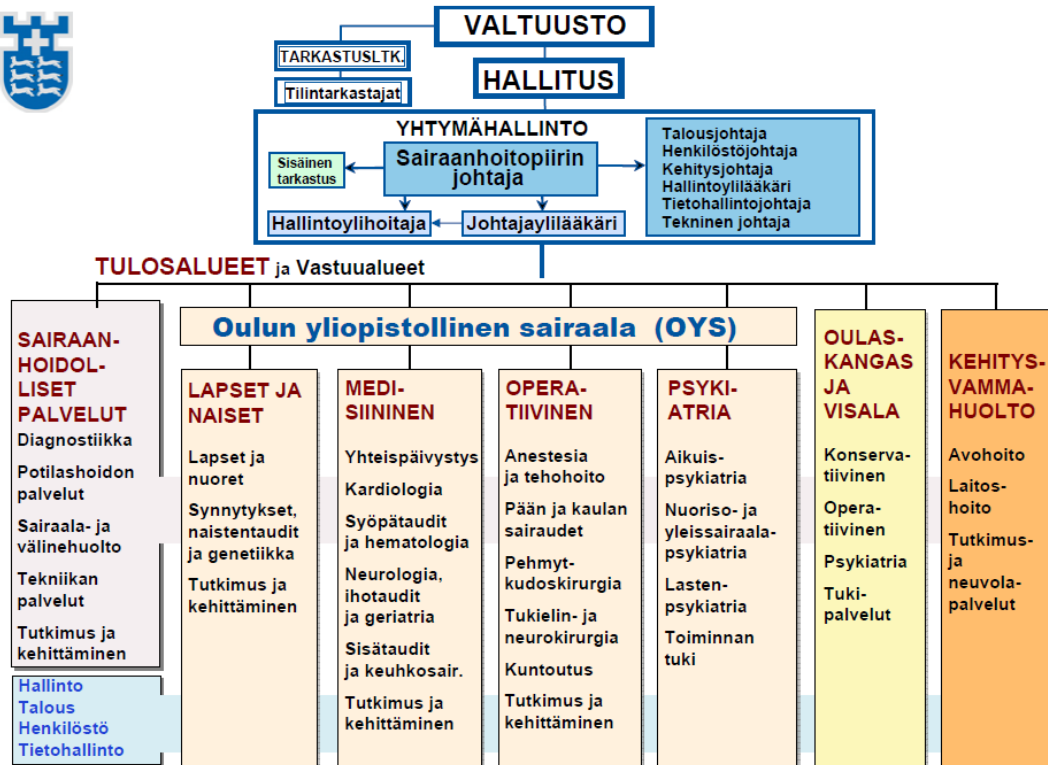 VALTUUSTO
TARKASTUSLTK.
Tilintarkastajat
HALLITUS
YHTYMÄHALLINTO
Sisäinen
tarkastus
Sairaanhoitopiirin
johtaja
Hallintoylihoitaja
Johtajaylilääkäri
Talousjohtaja
Henkilöstöjohtaja
Kehitysjohtaja
Hallintoylilääkäri
Tietohallintojohtaja
Tekninen johtaja
TULOSALUEET ja Vastuualueet
Oulun yliopistollinen sairaala (OYS)
SAIRAAN-
HOIDOL-
LISET
PALVELUT
Diagnostiikka
Potilashoidon
palvelut
Sairaala- ja
välinehuolto
Tekniikan
palvelut
Tutkimus ja
kehittäminen
Hallinto
Talous
Henkilöstö
Tietohallinto
LAPSET JA
NAISET
Lapset ja
nuoret
Synnytykset,
naistentaudit
ja genetiikka
Tutkimus ja
kehittäminen
MEDI-
SIININEN
Yhteispäivystys
Kardiologia
Syöpätaudit
ja hematologia
Neurologia,
ihotaudit
ja geriatria
Sisätaudit
ja keuhkosair.
Tutkimus ja
kehittäminen
OPERA-
TIIVINEN
Anestesia
ja tehohoito
Pään ja kaulan
sairaudet
Pehmyt-
kudoskirurgia
Tukielin- ja
neurokirurgia
Kuntoutus
Tutkimus ja
kehittäminen
PSYKI-
ATRIA
Aikuis-
psykiatria
Nuoriso- ja
yleissairaala-
psykiatria
Lasten-
psykiatria
Toiminnan
tuki
OULAS-
KANGAS
JA
VISALA
Konserva-
tiivinen
Opera-
tiivinen
Psykiatria
Tuki-
palvelut
KEHITYS-
VAMMA-
HUOLTO
Avohoito
Laitos-
hoito
Tutkimus-
ja
neuvola-
palvelut